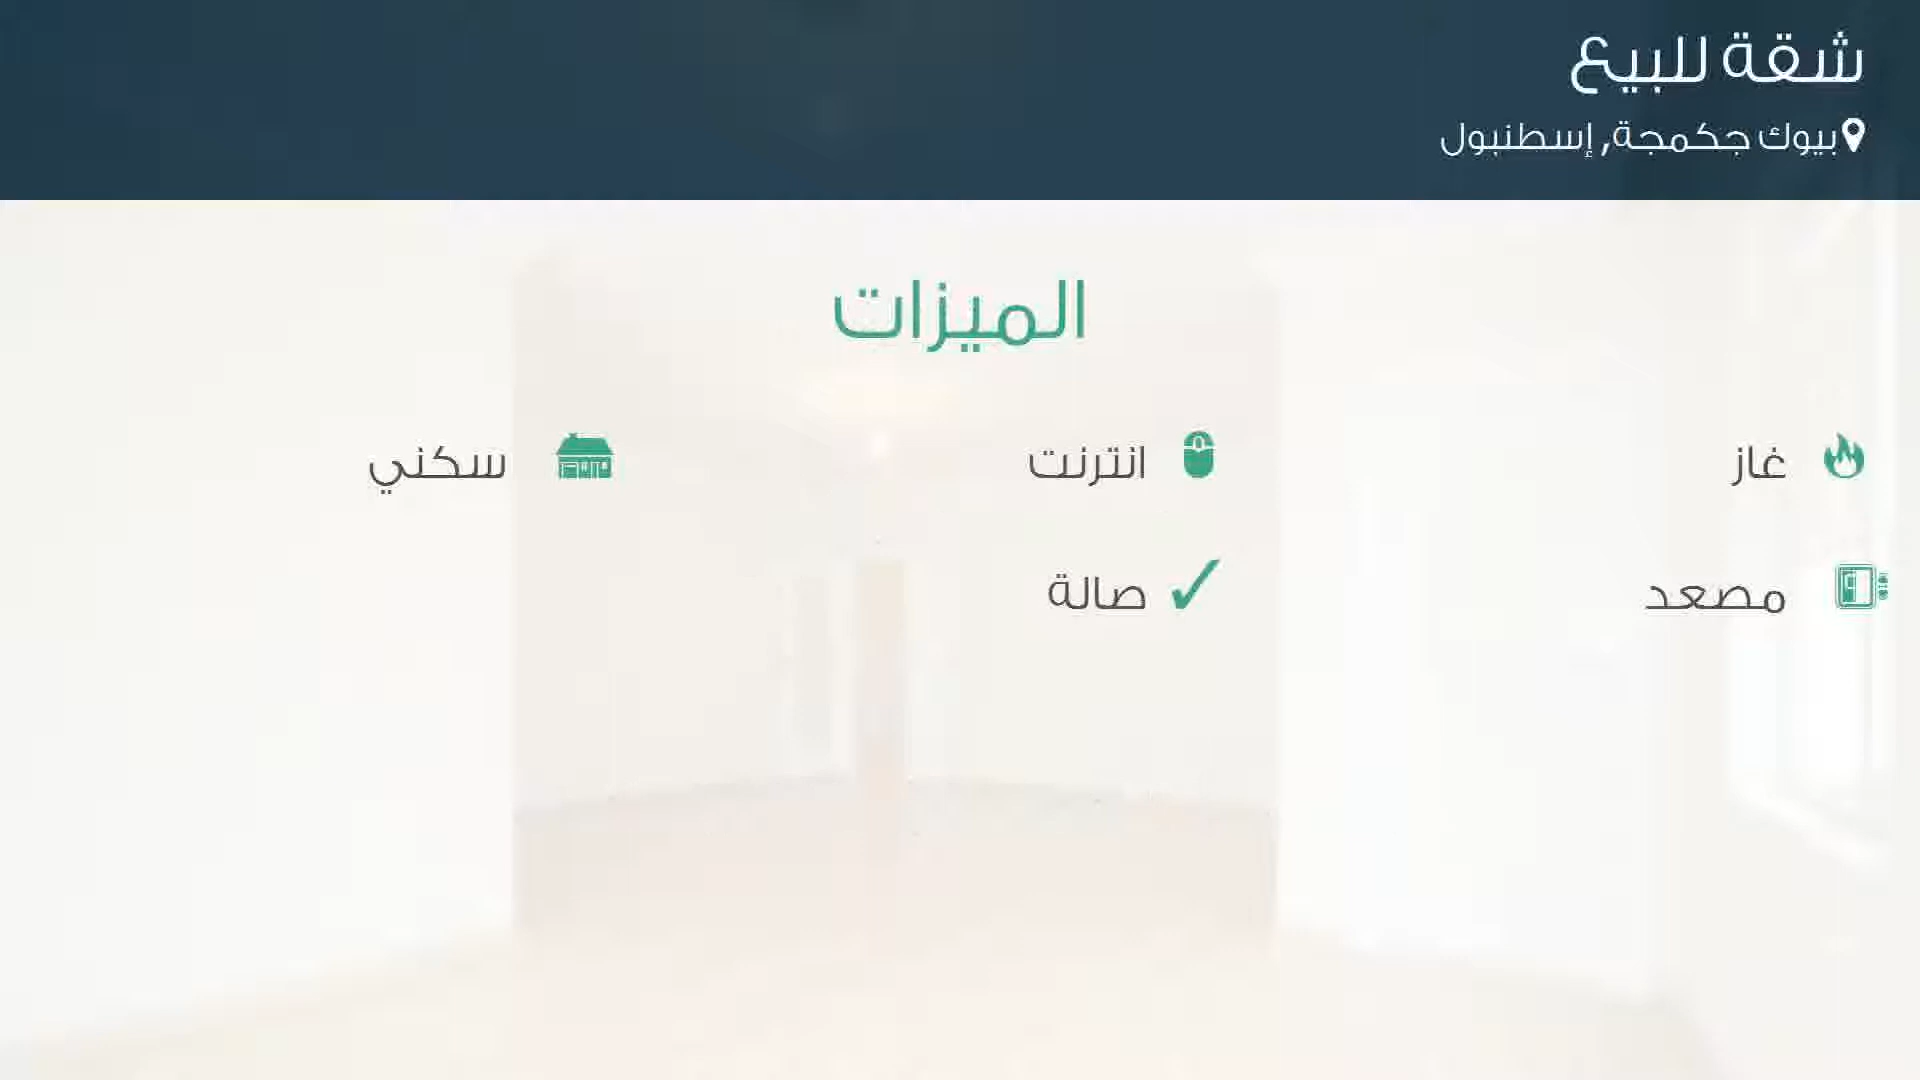 شقة للبيع
بيوك جكمجة, إسطنبول
الميزات
غاز
انترنت
سكني
مصعد
صالة